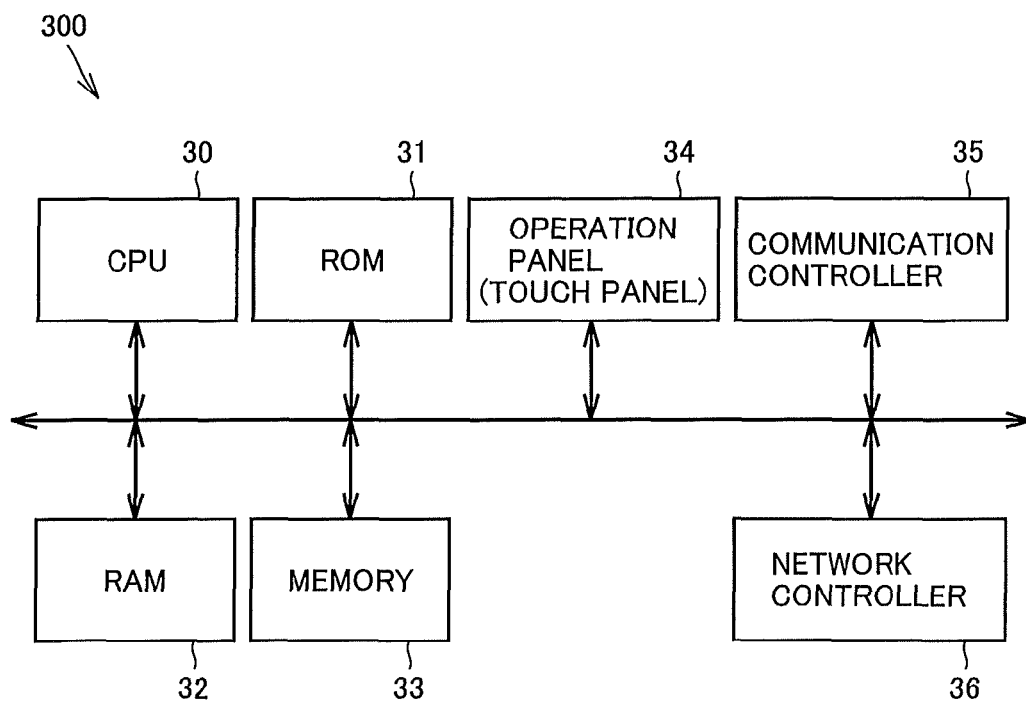 300
30
31
34
35
CPU
ROM
OPERATION
PANEL
(TOUCH PANEL)
COMMUNICATION
CONTROLLER
RAM
MEMORY
NETWORK
CONTROLLER
32
33
36